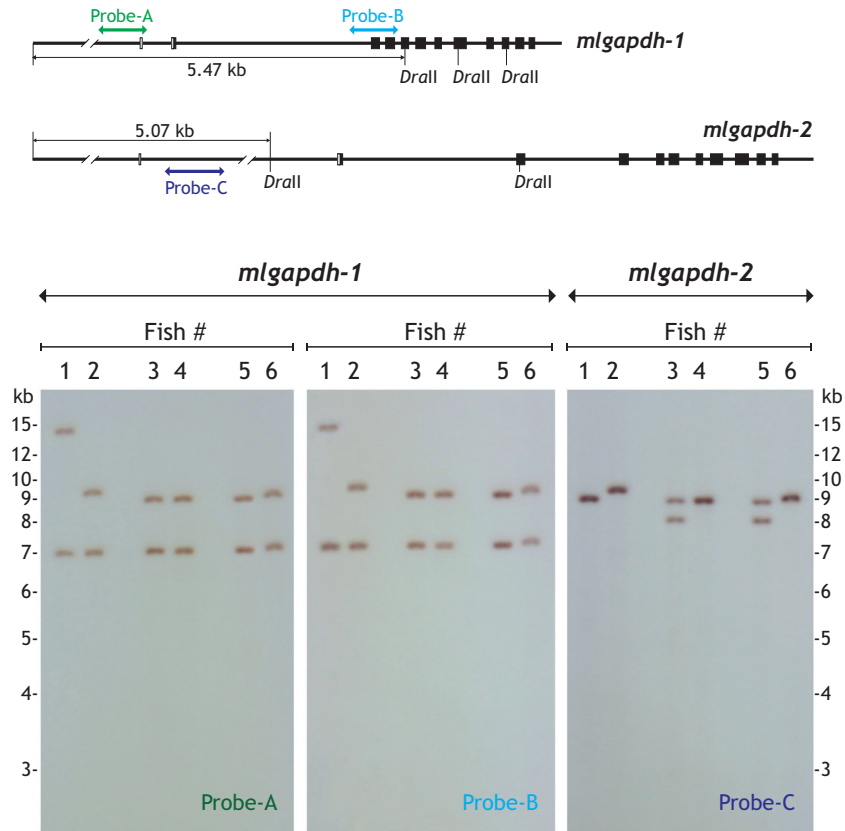 Probe-A Probe-B
mlgapdh-1
5.47 kb
DraII DraII DraII
5.07 kb
mlgapdh-2
Probe-C
DraII DraII
mlgapdh-1 mlgapdh-2
Fish # Fish # Fish #
1 2 3 4 5 6 1 2 3 4 5 6 1 2 3 4 5 6
kb kb
15- -15
12- -12
10- -10
9- -9
8- -8
7- -7
6- -6
5- -5
4- -4
3- -3
Probe-A Probe-B Probe-C